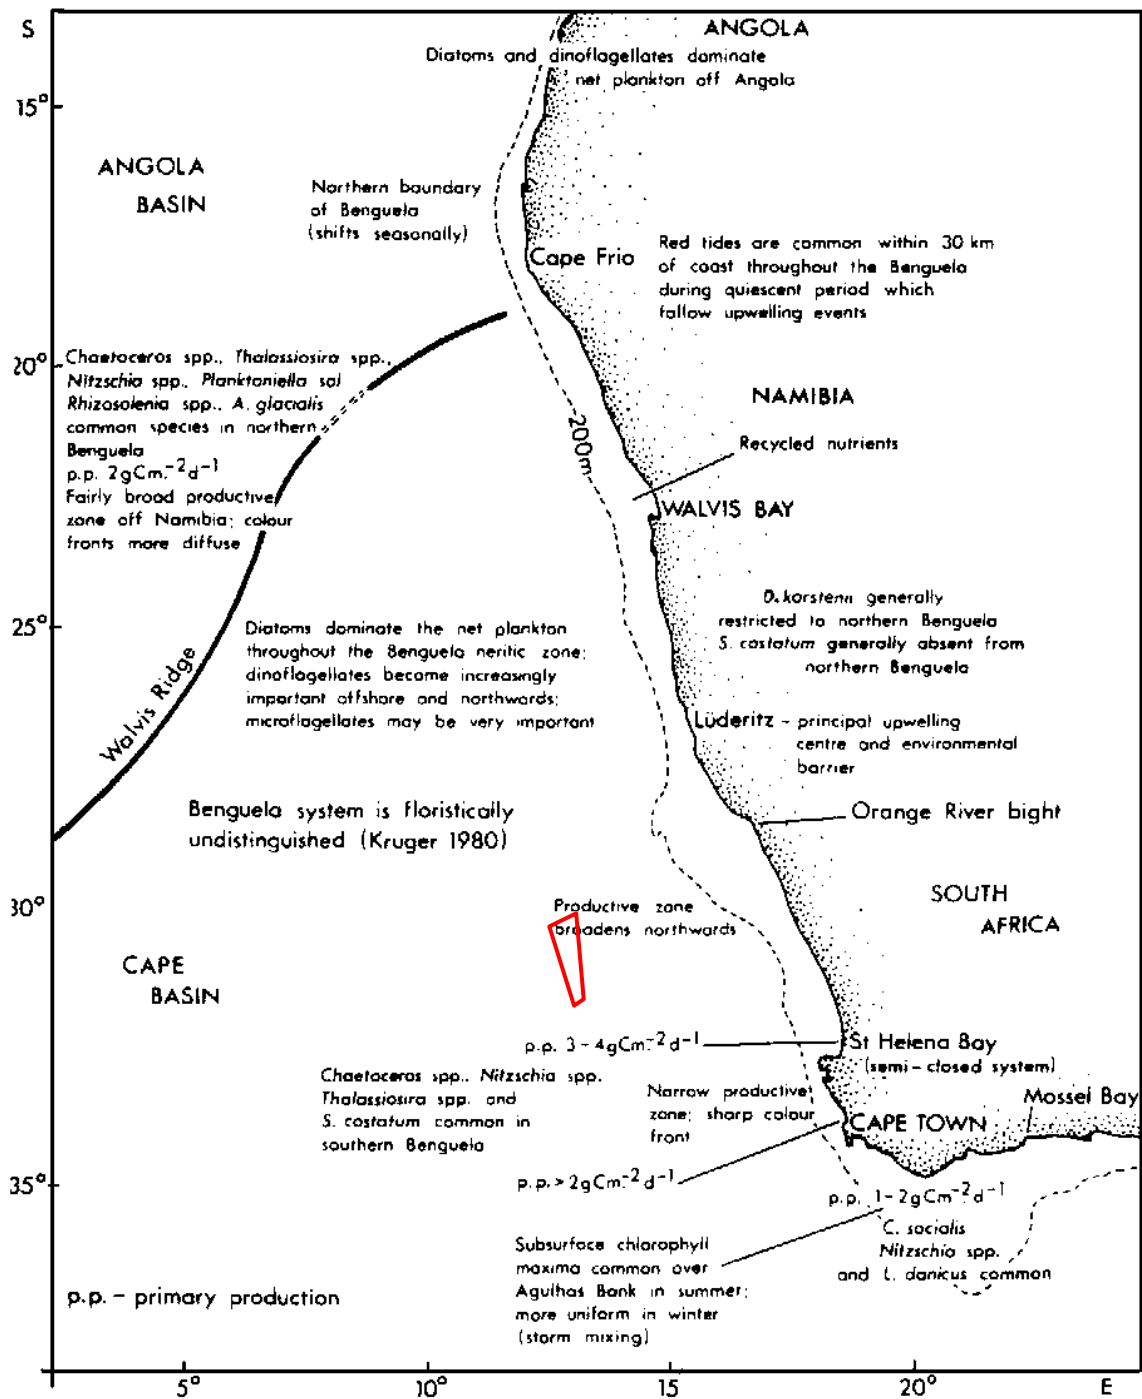 S
ANGOLA
Diatoms and dinoflagellates dominate
net plankton off Angola
15°
ANGOLA
BASIN
Northern boundary
of Benguela
(shifts seasonally)
Cape Frio
Red tides are common within 30 km
of coast throughout the Benguela
during quiescent period which
follow upwelling events
20°
Chaetoceros spp., Thalassiosira spp.,
Nitzschia spp., Planktoniella sol
Rhizosolenia spp., A. glacialis
common species in northern
Benguela
p.p. 2gCm.⁻²d⁻¹
Fairly broad productive
zone off Namibia; colour
fronts more diffuse
NAMIBIA
200m
Recycled nutrients
WALVIS BAY
D. karstenii generally
restricted to northern Benguela
S. costatum generally absent from
northern Benguela
25°
Diatoms dominate the net plankton
throughout the Benguela neritic zone;
dinoflagellates become increasingly
important offshore and northwards;
microflagellates may be very important
Walvis Ridge
Lüderitz - principal upwelling
centre and environmental
barrier
Benguela system is floristically
undistinguished (Kruger 1980)
Orange River bight
30°
Productive zone
broadens northwards
SOUTH
AFRICA
CAPE
BASIN
p.p. 3-4gCm.⁻²d⁻¹
St Helena Bay
(semi-closed system)
Chaetoceros spp., Nitzschia spp.
Thalassiosira spp. and
S. costatum common in
southern Benguela
Narrow productive
zone; sharp colour
front
Mossel Bay
CAPE TOWN
35°
p.p.>2gCm.⁻²d⁻¹
p.p. 1-2gCm.⁻²d⁻¹
C. socialis
Nitzschia spp.
and L. danicus common
Subsurface chlorophyll
maxima common over
Agulhas Bank in summer;
more uniform in winter
(storm mixing)
p.p. - primary production
5°
10°
15°
20°
E